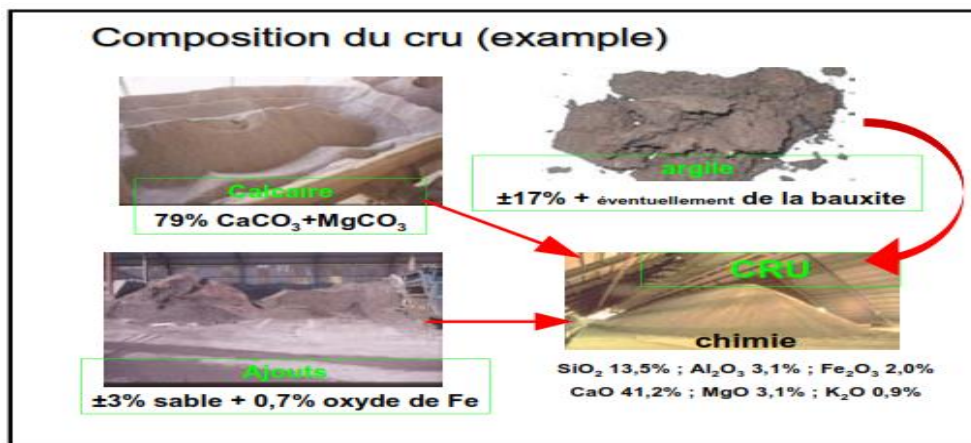 Composition du cru (example)
Calcaire
79% CaCO₃+MgCO₃
argile
±17% + éventuellement de la bauxite
Ajouts
±3% sable + 0,7% oxyde de Fe
CRU
chimie
SiO₂ 13,5% ; Al₂O₃ 3,1% ; Fe₂O₃ 2,0%
CaO 41,2% ; MgO 3,1% ; K₂O 0,9%